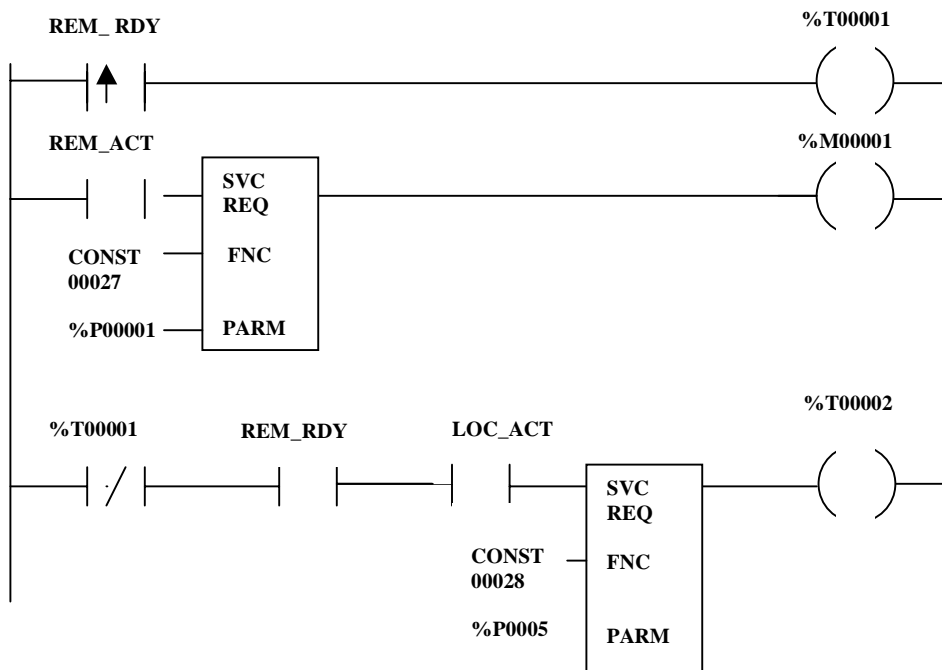 REM_ RDY
%T00001
REM_ACT
%M00001
SVC
REQ
CONST
00027
FNC
%P00001
PARM
%T00002
%T00001
REM_RDY
LOC_ACT
SVC
REQ
CONST
00028
FNC
%P0005
PARM